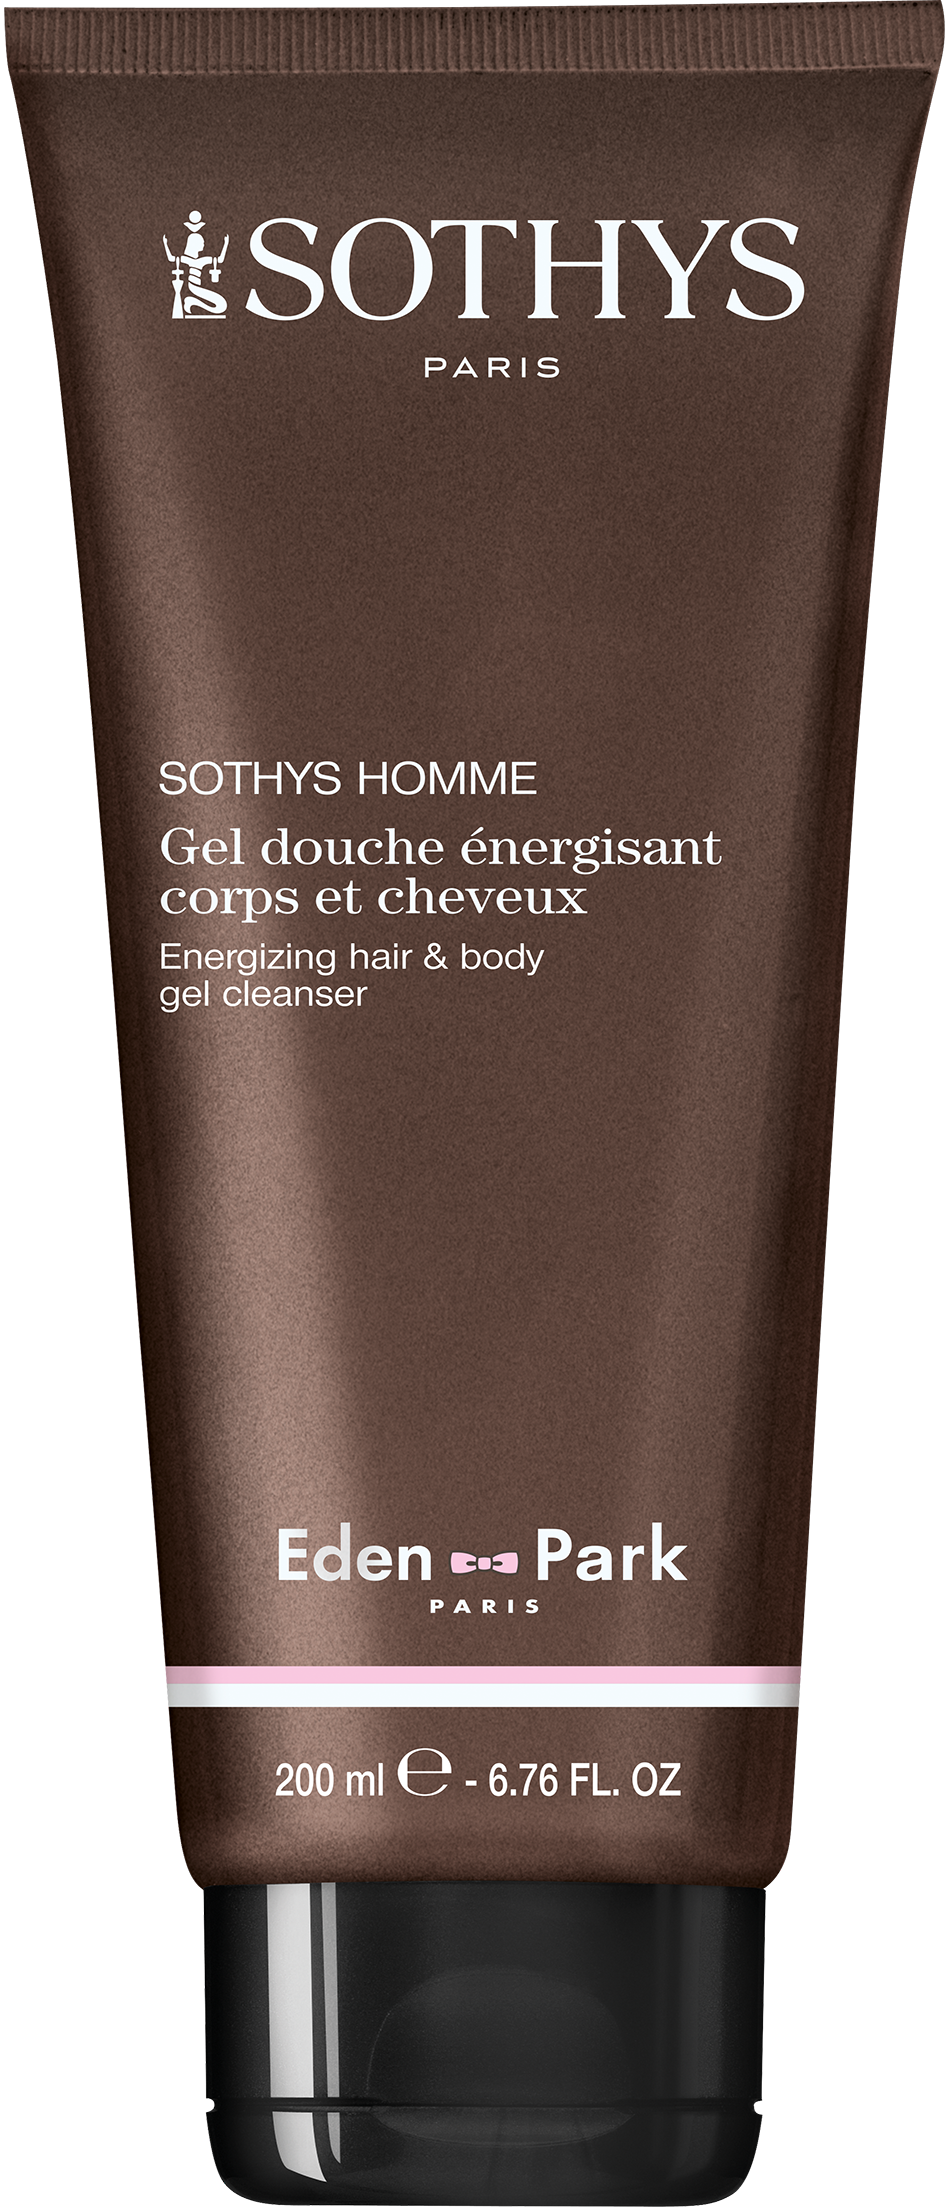 SOTHYS
PARIS
SOTHYS HOMME
Gel douche énergisant
corps et cheveux
Energizing hair & body
gel cleanser
Eden Park
PARIS
200 ml ℮ - 6.76 FL. OZ